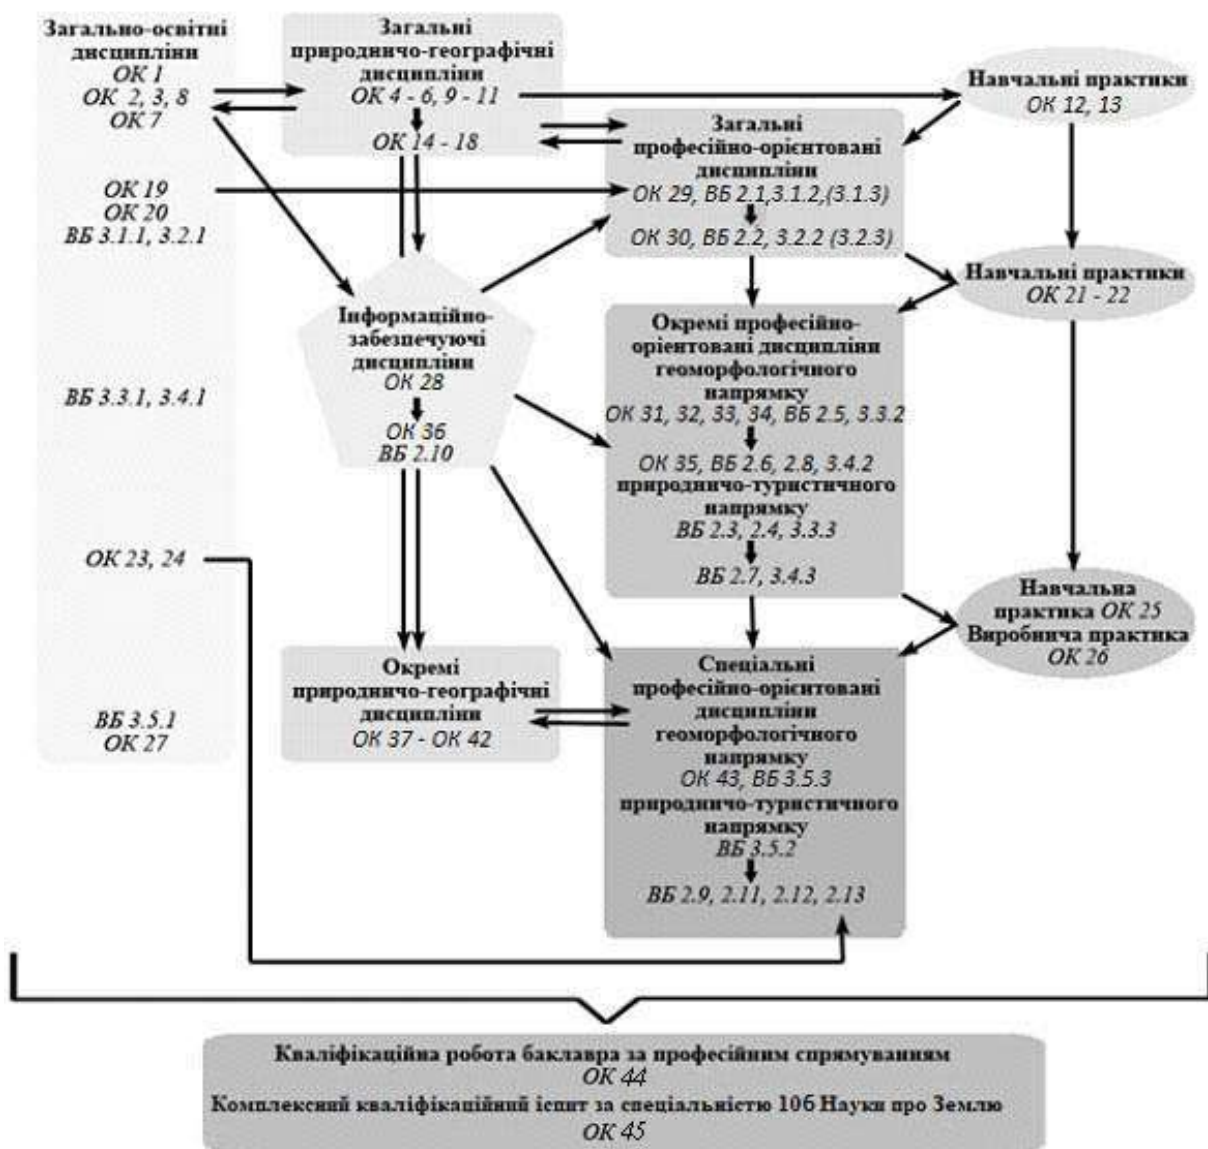 Загально-освітні
дисципліни
ОК 1
ОК 2, 3, 8
ОК 7
ОК 19
ОК 20
ВБ 3.1.1, 3.2.1
ВБ 3.3.1, 3.4.1
ОК 23, 24
ВБ 3.5.1
ОК 27
Загальні
природничо-географічні
дисципліни
ОК 4 - 6, 9 - 11
ОК 14 - 18
Інформаційно-
забезпечуючі
дисципліни
ОК 28
ОК 36
ВБ 2.10
Окремі
природничо-географічні
дисципліни
ОК 37 - ОК 42
Загальні
професійно-орієнтовані
дисципліни
ОК 29, ВБ 2.1,3.1.2,(3.1.3)
ОК 30, ВБ 2.2, 3.2.2 (3.2.3)
Окремі професійно-
орієнтовані дисципліни
геоморфологічного
напрямку
ОК 31, 32, 33, 34, ВБ 2.5, 3.3.2
ОК 35, ВБ 2.6, 2.8, 3.4.2
природничо-туристичного
напрямку
ВБ 2.3, 2.4, 3.3.3
ВБ 2.7, 3.4.3
Спеціальні
професійно-орієнтовані
дисципліни
геоморфологічного
напрямку
ОК 43, ВБ 3.5.3
природничо-туристичного
напрямку
ВБ 3.5.2
ВБ 2.9, 2.11, 2.12, 2.13
Навчальні практики
ОК 12, 13
Навчальні практики
ОК 21 - 22
Навчальна
практика ОК 25
Виробнича практика
ОК 26
Кваліфікаційна робота баклавра за професійним спрямуванням
ОК 44
Комплексний кваліфікаційний іспит за спеціальністю 106 Науки про Землю
ОК 45